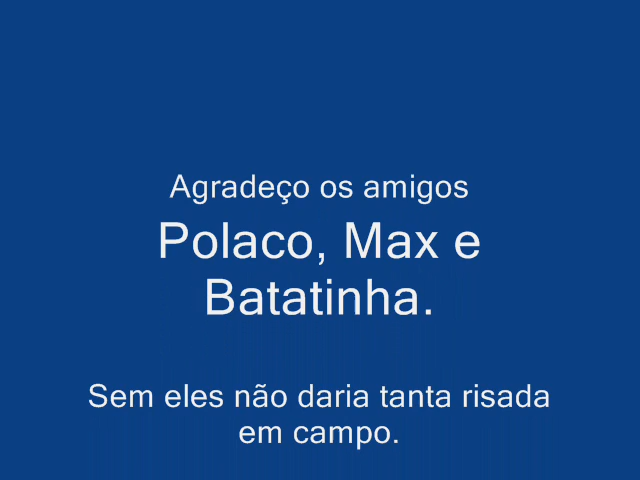 Agradeço os amigos
Polaco, Max e
Batatinha.
Sem eles não daria tanta risada
em campo.